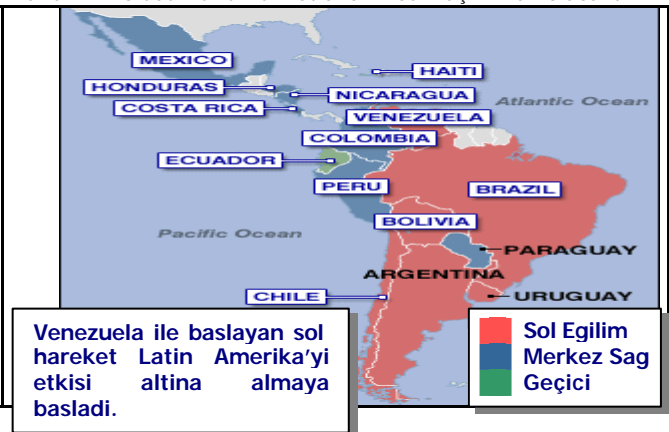 MEXICO
HAITI
HONDURAS
NICARAGUA
COSTA RICA
Atlantic Ocean
VENEZUELA
COLOMBIA
ECUADOR
PERU
BRAZIL
BOLIVIA
Pacific Ocean
PARAGUAY
ARGENTINA
CHILE
URUGUAY
Venezuela ile baslayan sol
hareket Latin Amerika’yi
etkisi altina almaya
basladi.
Sol Egilim
Merkez Sag
Geçici